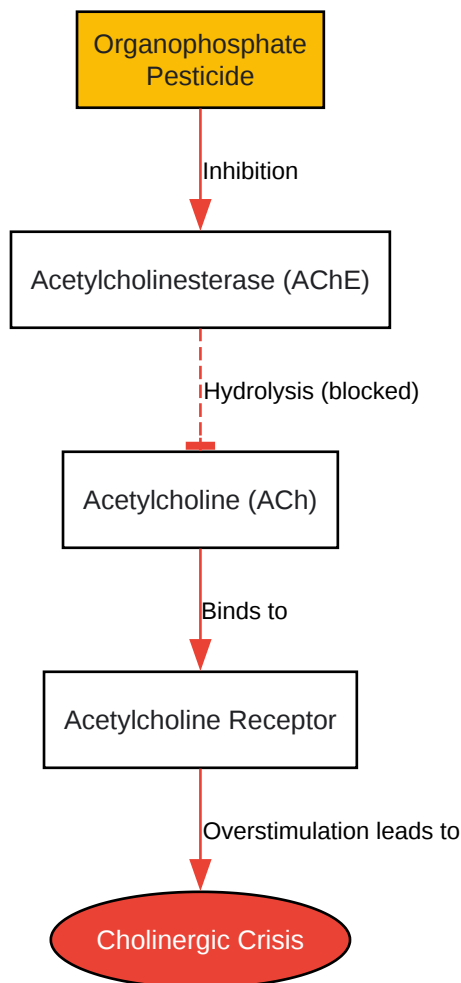 Organophosphate
Pesticide
Inhibition
Acetylcholinesterase (AChE)
Hydrolysis (blocked)
Acetylcholine (ACh)
Binds to
Acetylcholine Receptor
Overstimulation leads to
Cholinergic Crisis